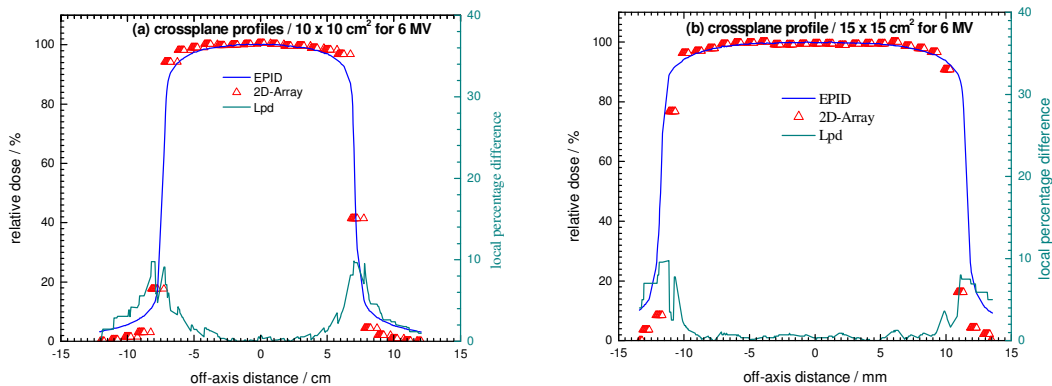 (a) crossplane profiles / 10 x 10 cm² for 6 MV
EPID
2D-Array
Lpd
relative dose / %
100
80
60
40
20
0
-15
-10
-5
0
5
10
15
off-axis distance / cm
40
30
20
10
0
local percentage difference
(b) crossplane profile / 15 x 15 cm² for 6 MV
EPID
2D-Array
Lpd
relative dose / %
100
80
60
40
20
0
-15
-10
-5
0
5
10
15
off-axis distance / mm
40
30
20
10
0
local percentage difference